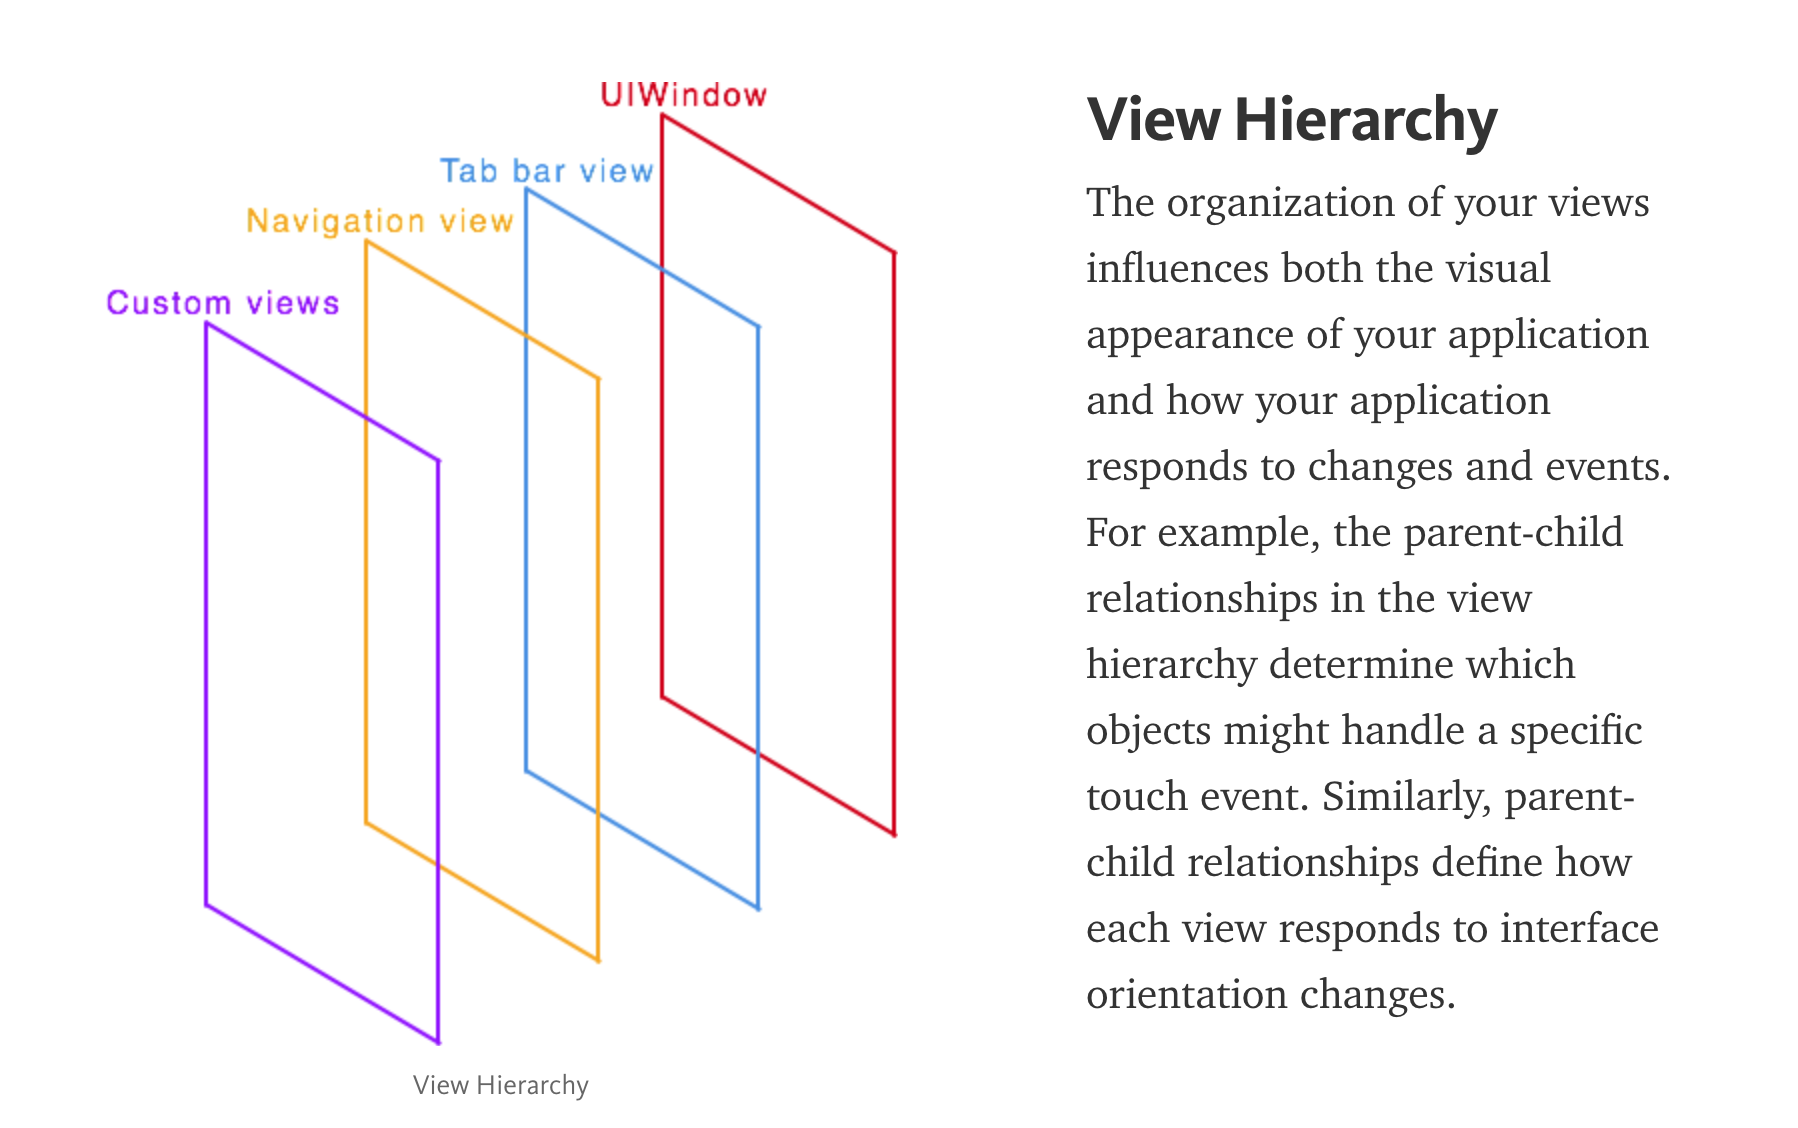 UIWindow
Tab bar view
Navigation view
Custom views
View Hierarchy
View Hierarchy
The organization of your views
influences both the visual
appearance of your application
and how your application
responds to changes and events.
For example, the parent-child
relationships in the view
hierarchy determine which
objects might handle a specific
touch event. Similarly, parent-
child relationships define how
each view responds to interface
orientation changes.